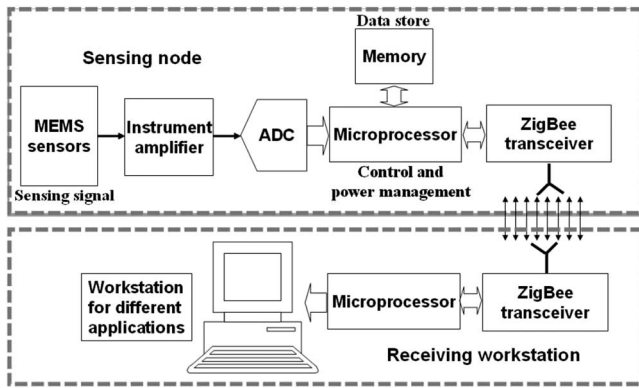 Data store
Sensing node
Memory
MEMS
sensors
Instrument
amplifier
ADC
Microprocessor
ZigBee
transceiver
Sensing signal
Control and
power management
Workstation
for different
applications
Microprocessor
ZigBee
transceiver
Receiving workstation